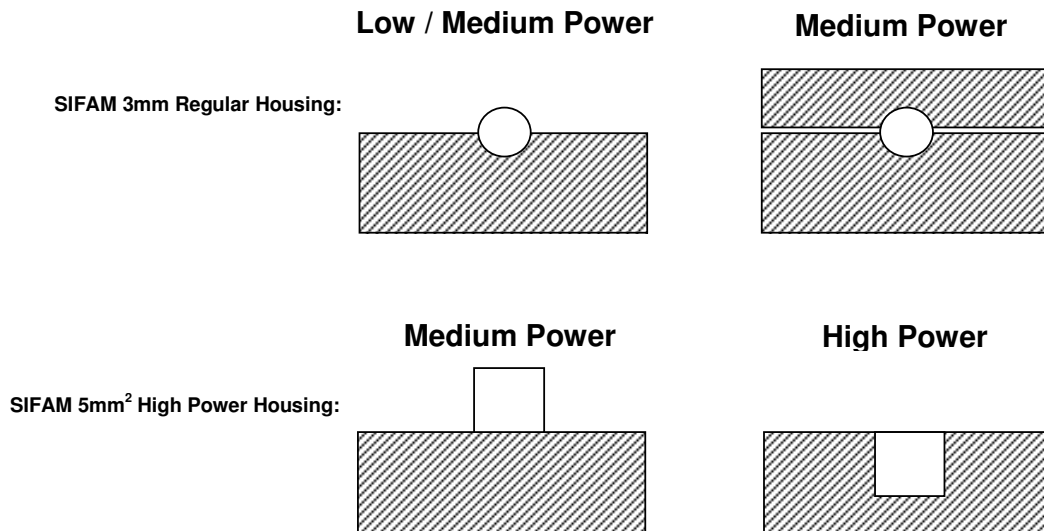 Low / Medium Power
Medium Power
SIFAM 3mm Regular Housing:
Medium Power
High Power
SIFAM 5mm² High Power Housing: